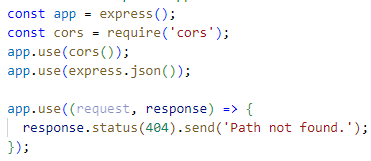 const app = express();
const cors = require('cors');
app.use(cors());
app.use(express.json());
app.use((request, response) => {
response.status(404).send('Path not found.');
});